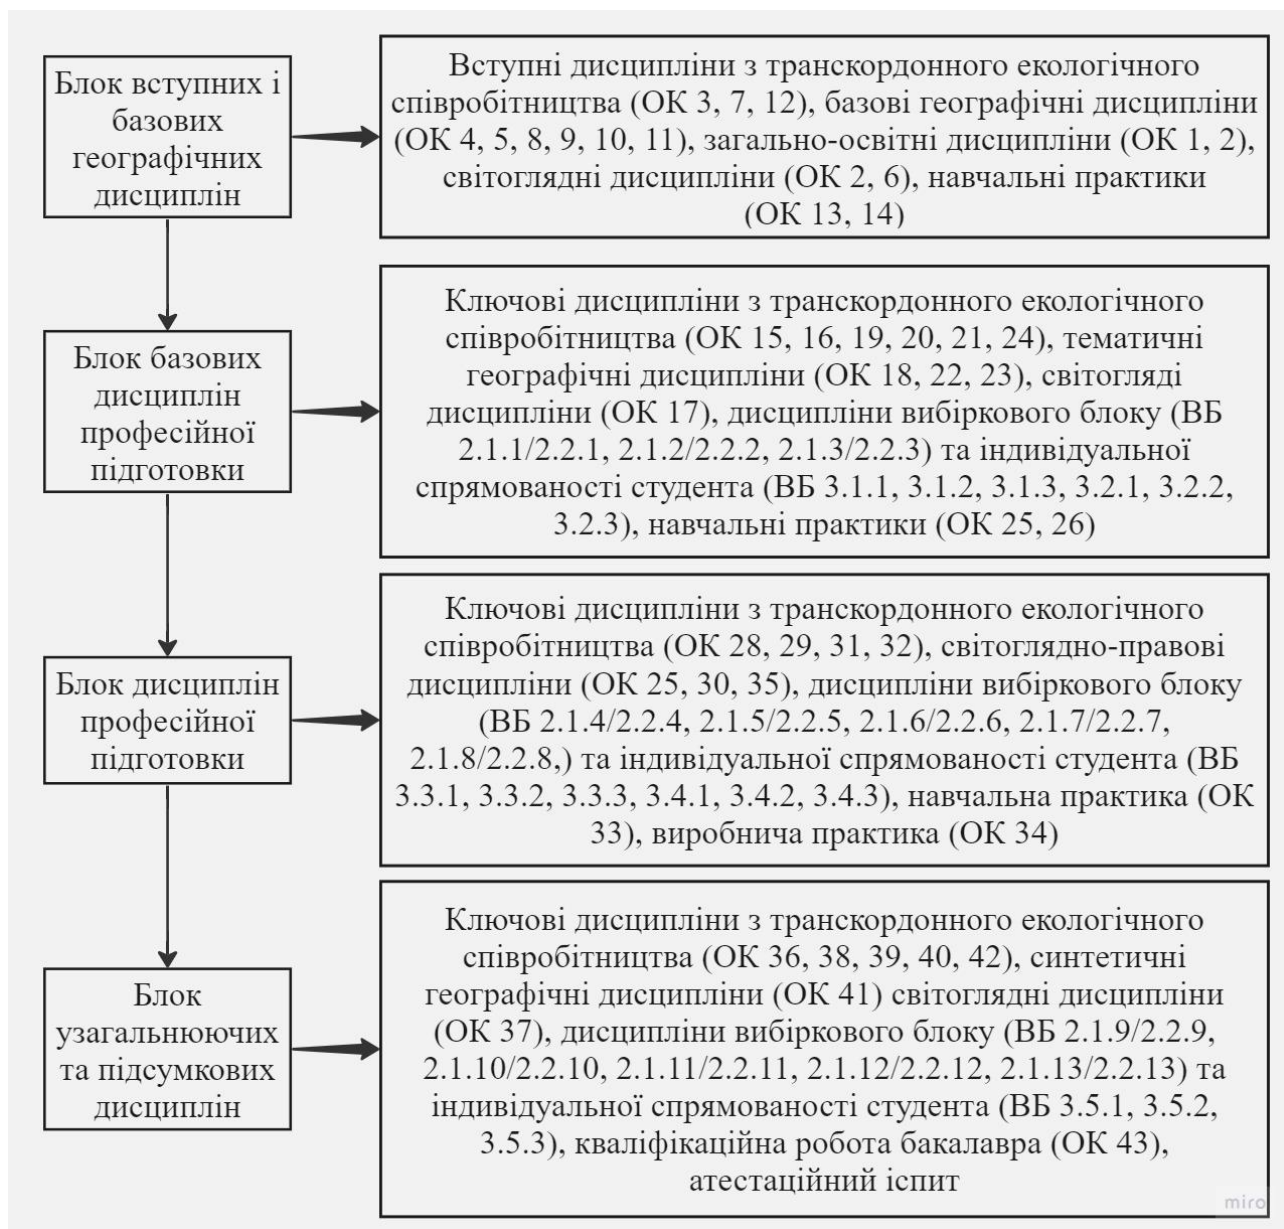 Блок вступних і
базових
географічних
дисциплін
Вступні дисципліни з транскордонного екологічного
співробітництва (ОК 3, 7, 12), базові географічні дисципліни
(ОК 4, 5, 8, 9, 10, 11), загально-освітні дисципліни (ОК 1, 2),
світоглядні дисципліни (ОК 2, 6), навчальні практики
(ОК 13, 14)
Блок базових
дисциплін
професійної
підготовки
Ключові дисципліни з транскордонного екологічного
співробітництва (ОК 15, 16, 19, 20, 21, 24), тематичні
географічні дисципліни (ОК 18, 22, 23), світогляді
дисципліни (ОК 17), дисципліни вибіркового блоку (ВБ
2.1.1/2.2.1, 2.1.2/2.2.2, 2.1.3/2.2.3) та індивідуальної
спрямованості студента (ВБ 3.1.1, 3.1.2, 3.1.3, 3.2.1, 3.2.2,
3.2.3), навчальні практики (ОК 25, 26)
Блок дисциплін
професійної
підготовки
Ключові дисципліни з транскордонного екологічного
співробітництва (ОК 28, 29, 31, 32), світоглядно-правові
дисципліни (ОК 25, 30, 35), дисципліни вибіркового блоку
(ВБ 2.1.4/2.2.4, 2.1.5/2.2.5, 2.1.6/2.2.6, 2.1.7/2.2.7,
2.1.8/2.2.8,) та індивідуальної спрямованості студента (ВБ
3.3.1, 3.3.2, 3.3.3, 3.4.1, 3.4.2, 3.4.3), навчальна практика (ОК
33), виробнича практика (ОК 34)
Блок
узагальнюючих
та підсумкових
дисциплін
Ключові дисципліни з транскордонного екологічного
співробітництва (ОК 36, 38, 39, 40, 42), синтетичні
географічні дисципліни (ОК 41) світоглядні дисципліни
(ОК 37), дисципліни вибіркового блоку (ВБ 2.1.9/2.2.9,
2.1.10/2.2.10, 2.1.11/2.2.11, 2.1.12/2.2.12, 2.1.13/2.2.13) та
індивідуальної спрямованості студента (ВБ 3.5.1, 3.5.2,
3.5.3), кваліфікаційна робота бакалавра (ОК 43),
атестаційний іспит
miro